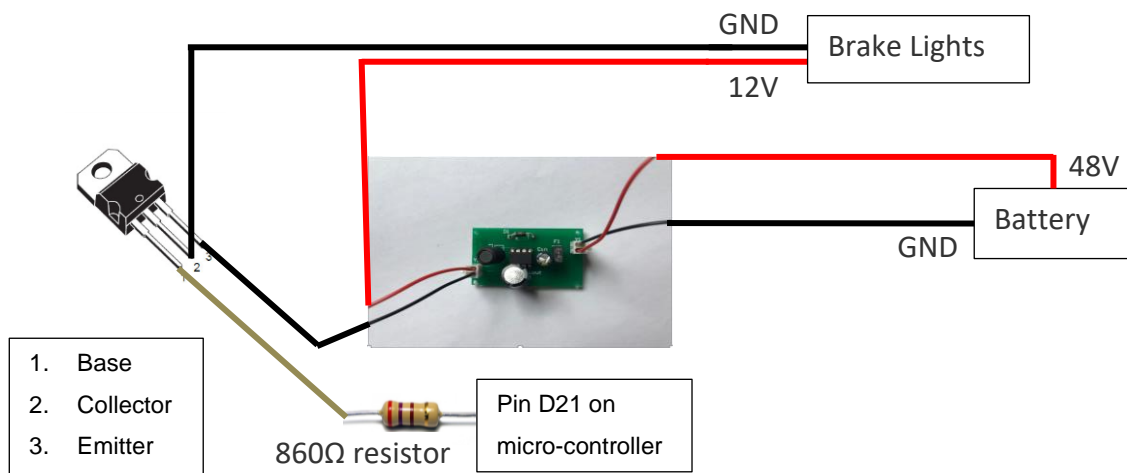 GND
Brake Lights
12V
48V
Battery
GND
1
2
3
1. Base
2. Collector
3. Emitter
860Ω resistor
Pin D21 on
micro-controller